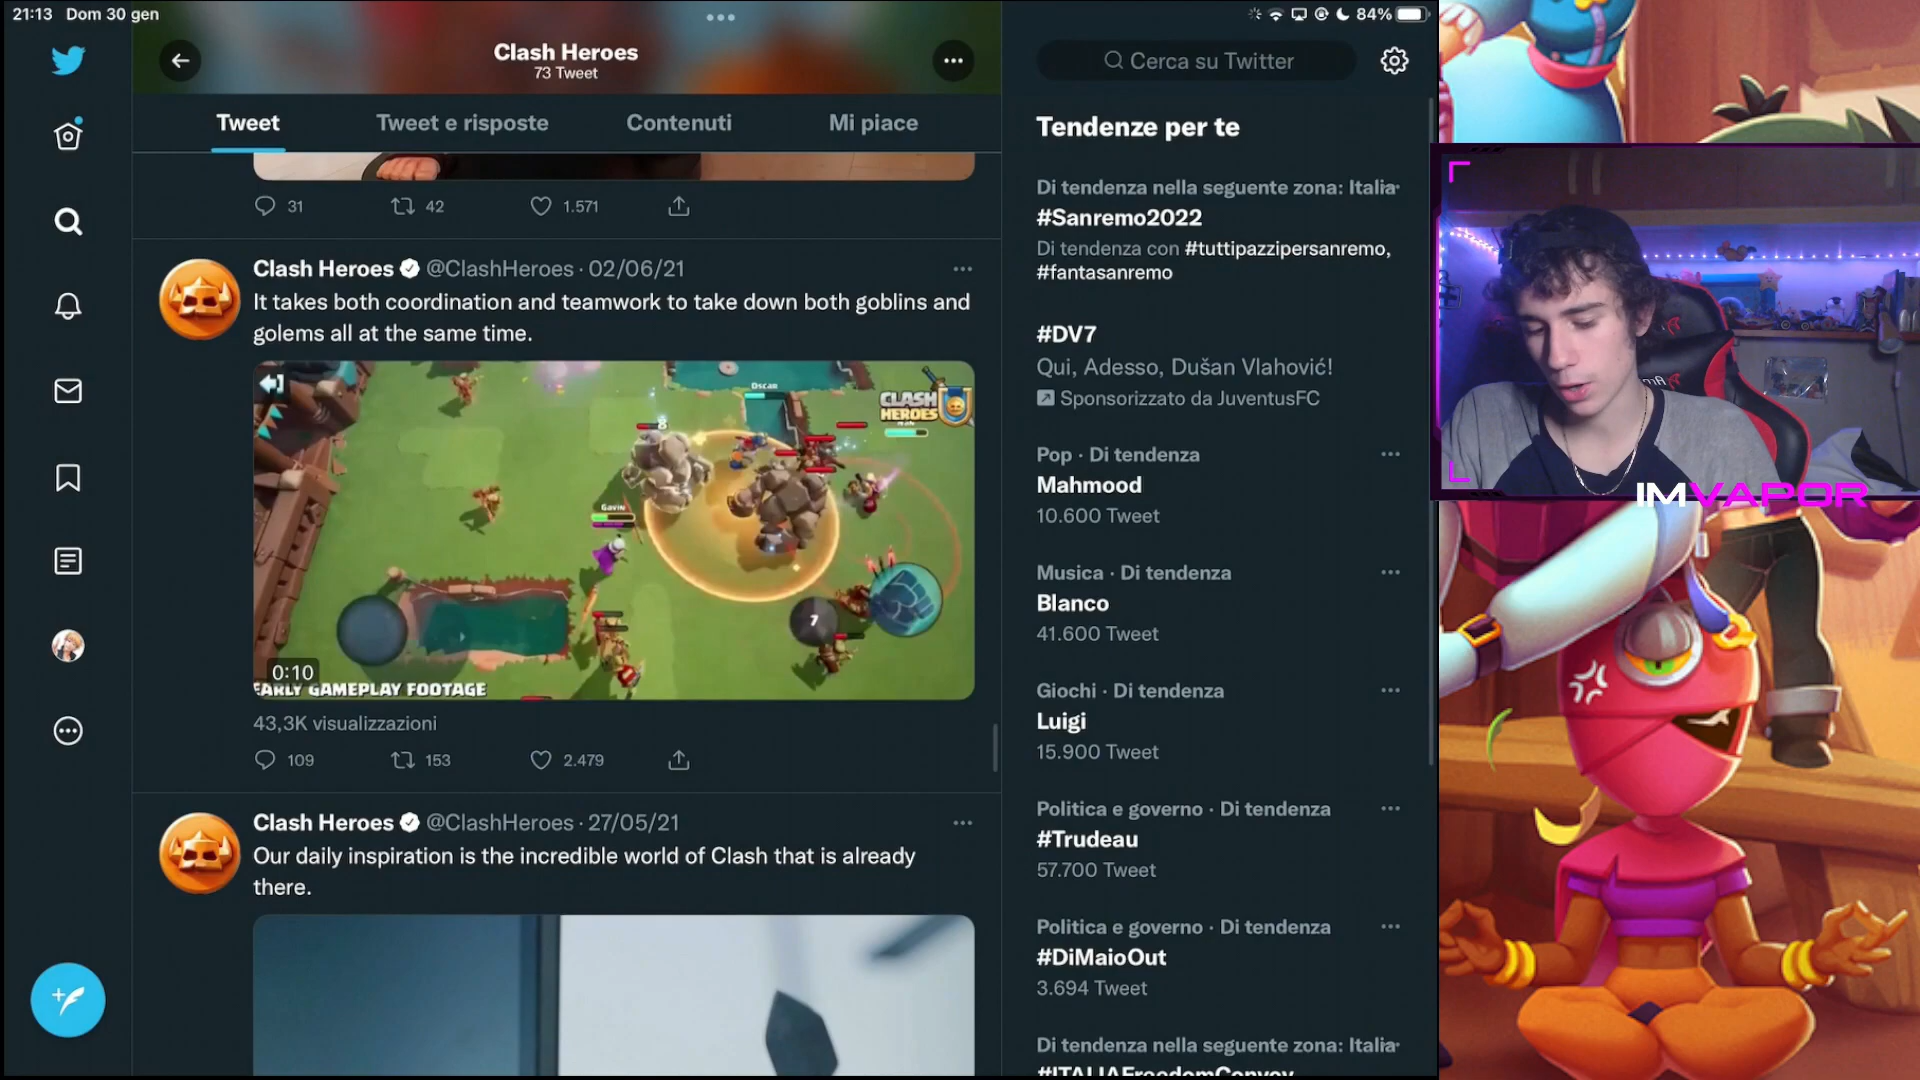 21:13 Dom 30 gen
84%
Clash Heroes
73 Tweet
Cerca su Twitter
Tweet
Tweet e risposte
Contenuti
Mi piace
31
42
1.571
Clash Heroes @ClashHeroes · 02/06/21
It takes both coordination and teamwork to take down both goblins and
golems all at the same time.
Oscar
CLASH
HEROES
Gavin
7
0:10
EARLY GAMEPLAY FOOTAGE
43,3K visualizzazioni
109
153
2.479
Clash Heroes @ClashHeroes · 27/05/21
Our daily inspiration is the incredible world of Clash that is already
there.
Tendenze per te
Di tendenza nella seguente zona: Italia
#Sanremo2022
Di tendenza con #tuttipazzipersanremo,
#fantasanremo
#DV7
Qui, Adesso, Dušan Vlahović!
Sponsorizzato da JuventusFC
Pop · Di tendenza
Mahmood
10.600 Tweet
Musica · Di tendenza
Blanco
41.600 Tweet
Giochi · Di tendenza
Luigi
15.900 Tweet
Politica e governo · Di tendenza
#Trudeau
57.700 Tweet
Politica e governo · Di tendenza
#DiMaioOut
3.694 Tweet
Di tendenza nella seguente zona: Italia
#ITALIAFreedomConvoy
IMVAPOR